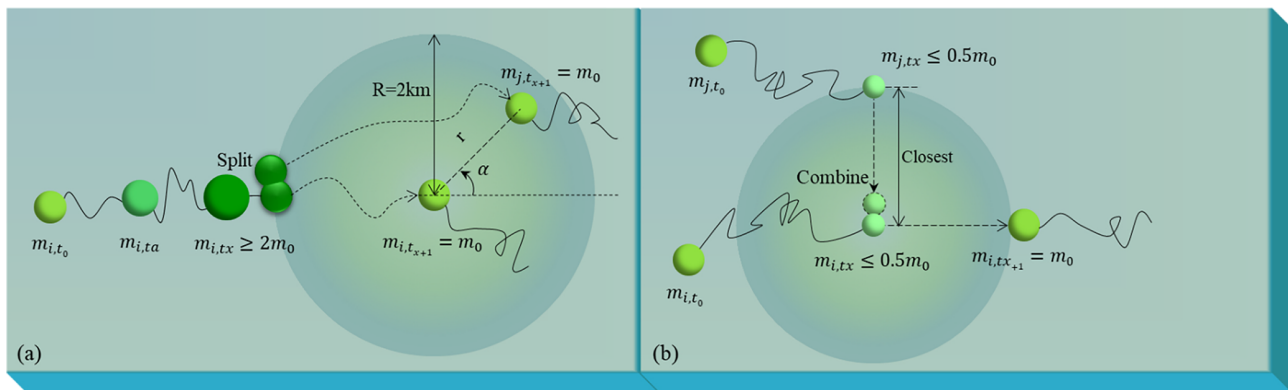 R=2km
m_{j,t_{x+1}} = m_0
r
α
Split
m_{i,t_0}
m_{i,ta}
m_{i,tx} ≥ 2m_0
m_{i,t_{x+1}} = m_0
(a)
m_{j,t_0}
m_{j,tx} ≤ 0.5m_0
Closest
Combine
m_{i,t_0}
m_{i,tx} ≤ 0.5m_0
m_{i,tx_{+1}} = m_0
(b)